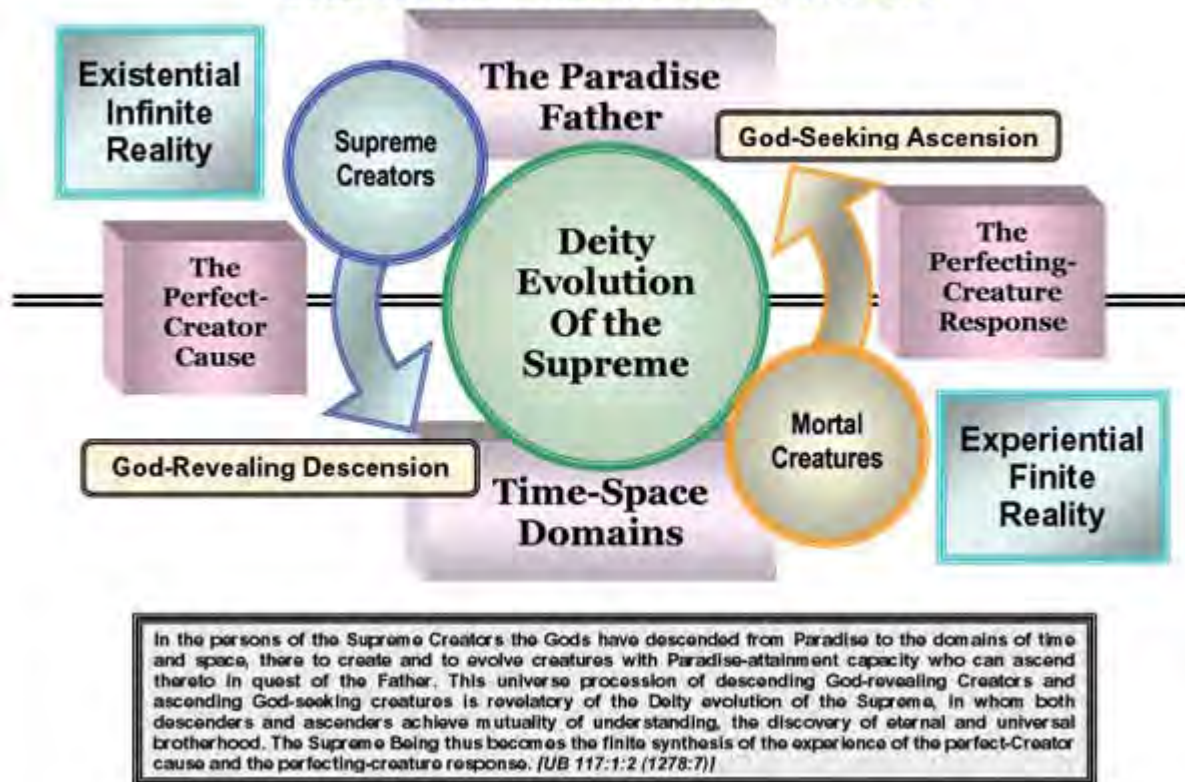 Existential
Infinite
Reality
The Paradise
Father
Supreme
Creators
God-Seeking Ascension
The
Perfect-
Creator
Cause
Deity
Evolution
Of the
Supreme
The
Perfecting-
Creature
Response
God-Revealing Descension
Mortal
Creatures
Time-Space
Domains
Experiential
Finite
Reality
In the persons of the Supreme Creators the Gods have descended from Paradise to the domains of time
and space, there to create and to evolve creatures with Paradise-attainment capacity who can ascend
thereto in quest of the Father. This universe procession of descending God-revealing Creators and
ascending God-seeking creatures is revelatory of the Deity evolution of the Supreme, in whom both
descenders and ascenders achieve mutuality of understanding, the discovery of eternal and universal
brotherhood. The Supreme Being thus becomes the finite synthesis of the experience of the perfect-Creator
cause and the perfecting-creature response. [UB 117:1:2 (1278:7)]